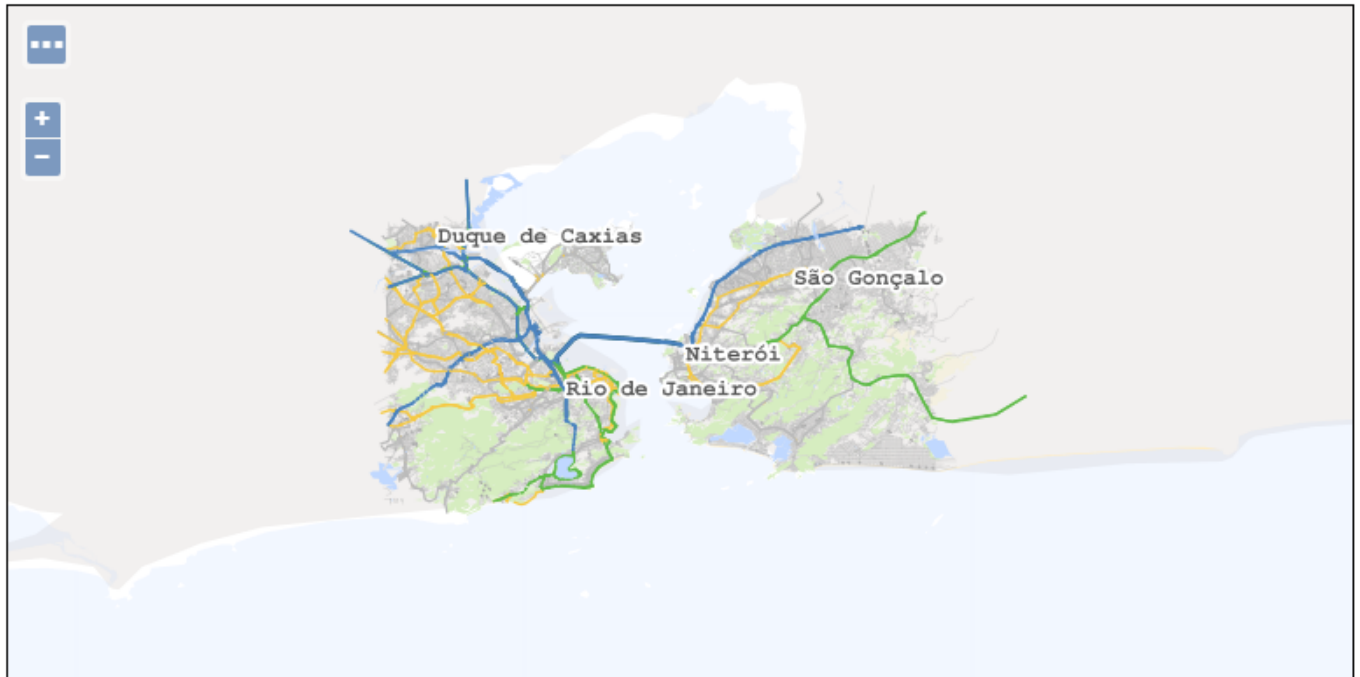 +
−
Duque de Caxias
São Gonçalo
Niterói
Rio de Janeiro